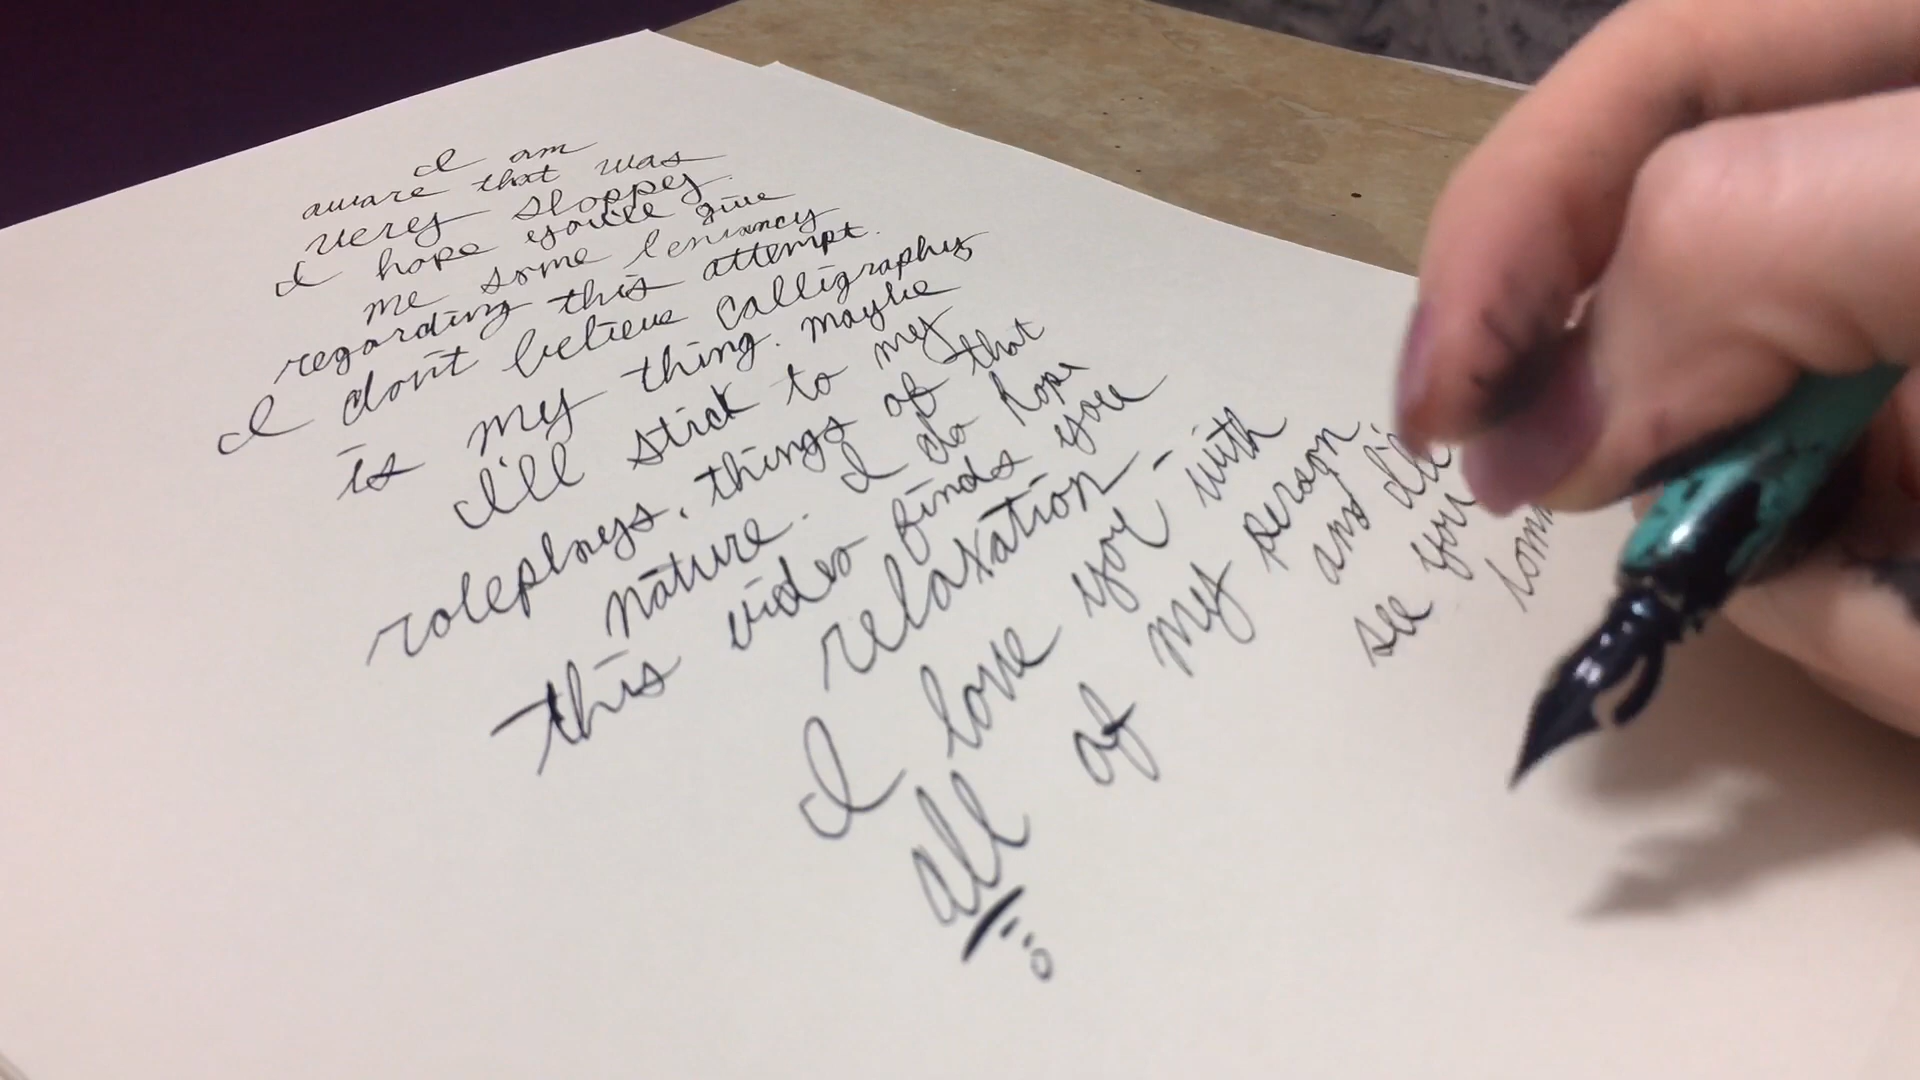 I am
aware that was
very sloppy.
I hope you'll give
me some leniancy
regarding this attempt.
I don't believe calligraphy
is my thing. maybe
I'll stick to my
roleplays, things of that
nature. I do hope
this video finds you
relaxation -
I love you with
all of my person
and I'll
see you